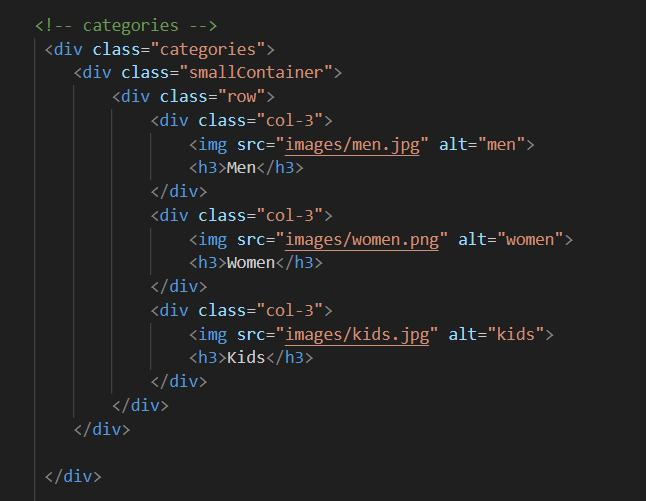 <!-- categories -->
<div class="categories">
<div class="smallContainer">
<div class="row">
<div class="col-3">
<img src="images/men.jpg" alt="men">
<h3>Men</h3>
</div>
<div class="col-3">
<img src="images/women.png" alt="women">
<h3>Women</h3>
</div>
<div class="col-3">
<img src="images/kids.jpg" alt="kids">
<h3>Kids</h3>
</div>
</div>
</div>
</div>